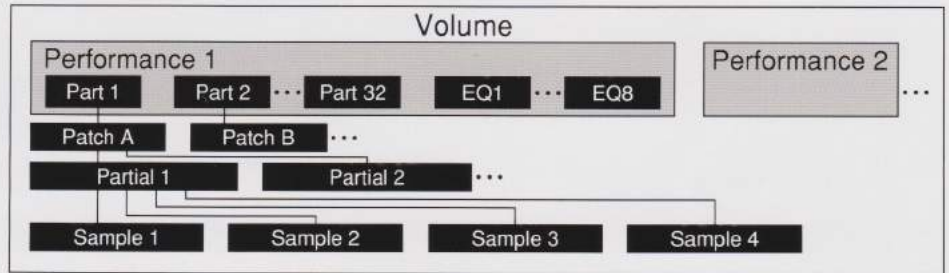 Volume
Performance 1
Performance 2
Part 1 Part 2 ··· Part 32 EQ1 ··· EQ8
···
Patch A Patch B ···
Partial 1 Partial 2 ···
Sample 1 Sample 2 Sample 3 Sample 4